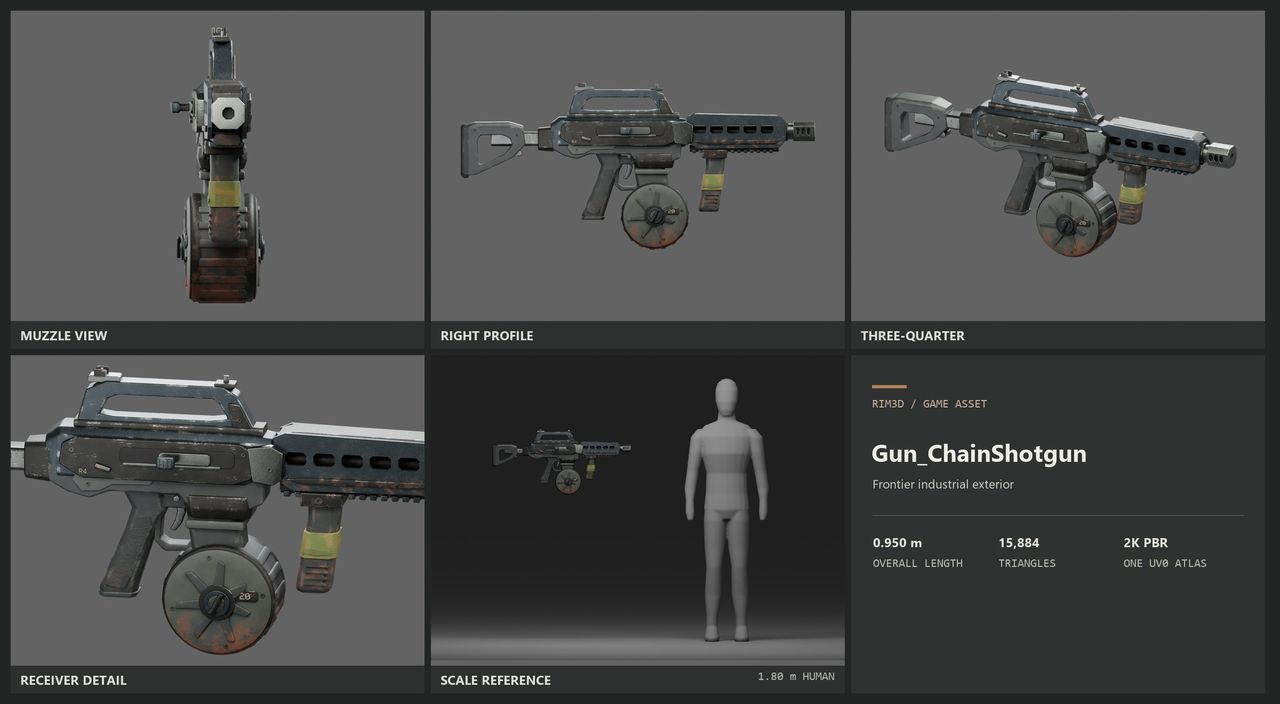 MUZZLE VIEW
RIGHT PROFILE
THREE-QUARTER
R4
20
RECEIVER DETAIL
SCALE REFERENCE
1.80 m HUMAN
RIM3D / GAME ASSET
Gun_ChainShotgun
Frontier industrial exterior
0.950 m
OVERALL LENGTH
15,884
TRIANGLES
2K PBR
ONE UV0 ATLAS